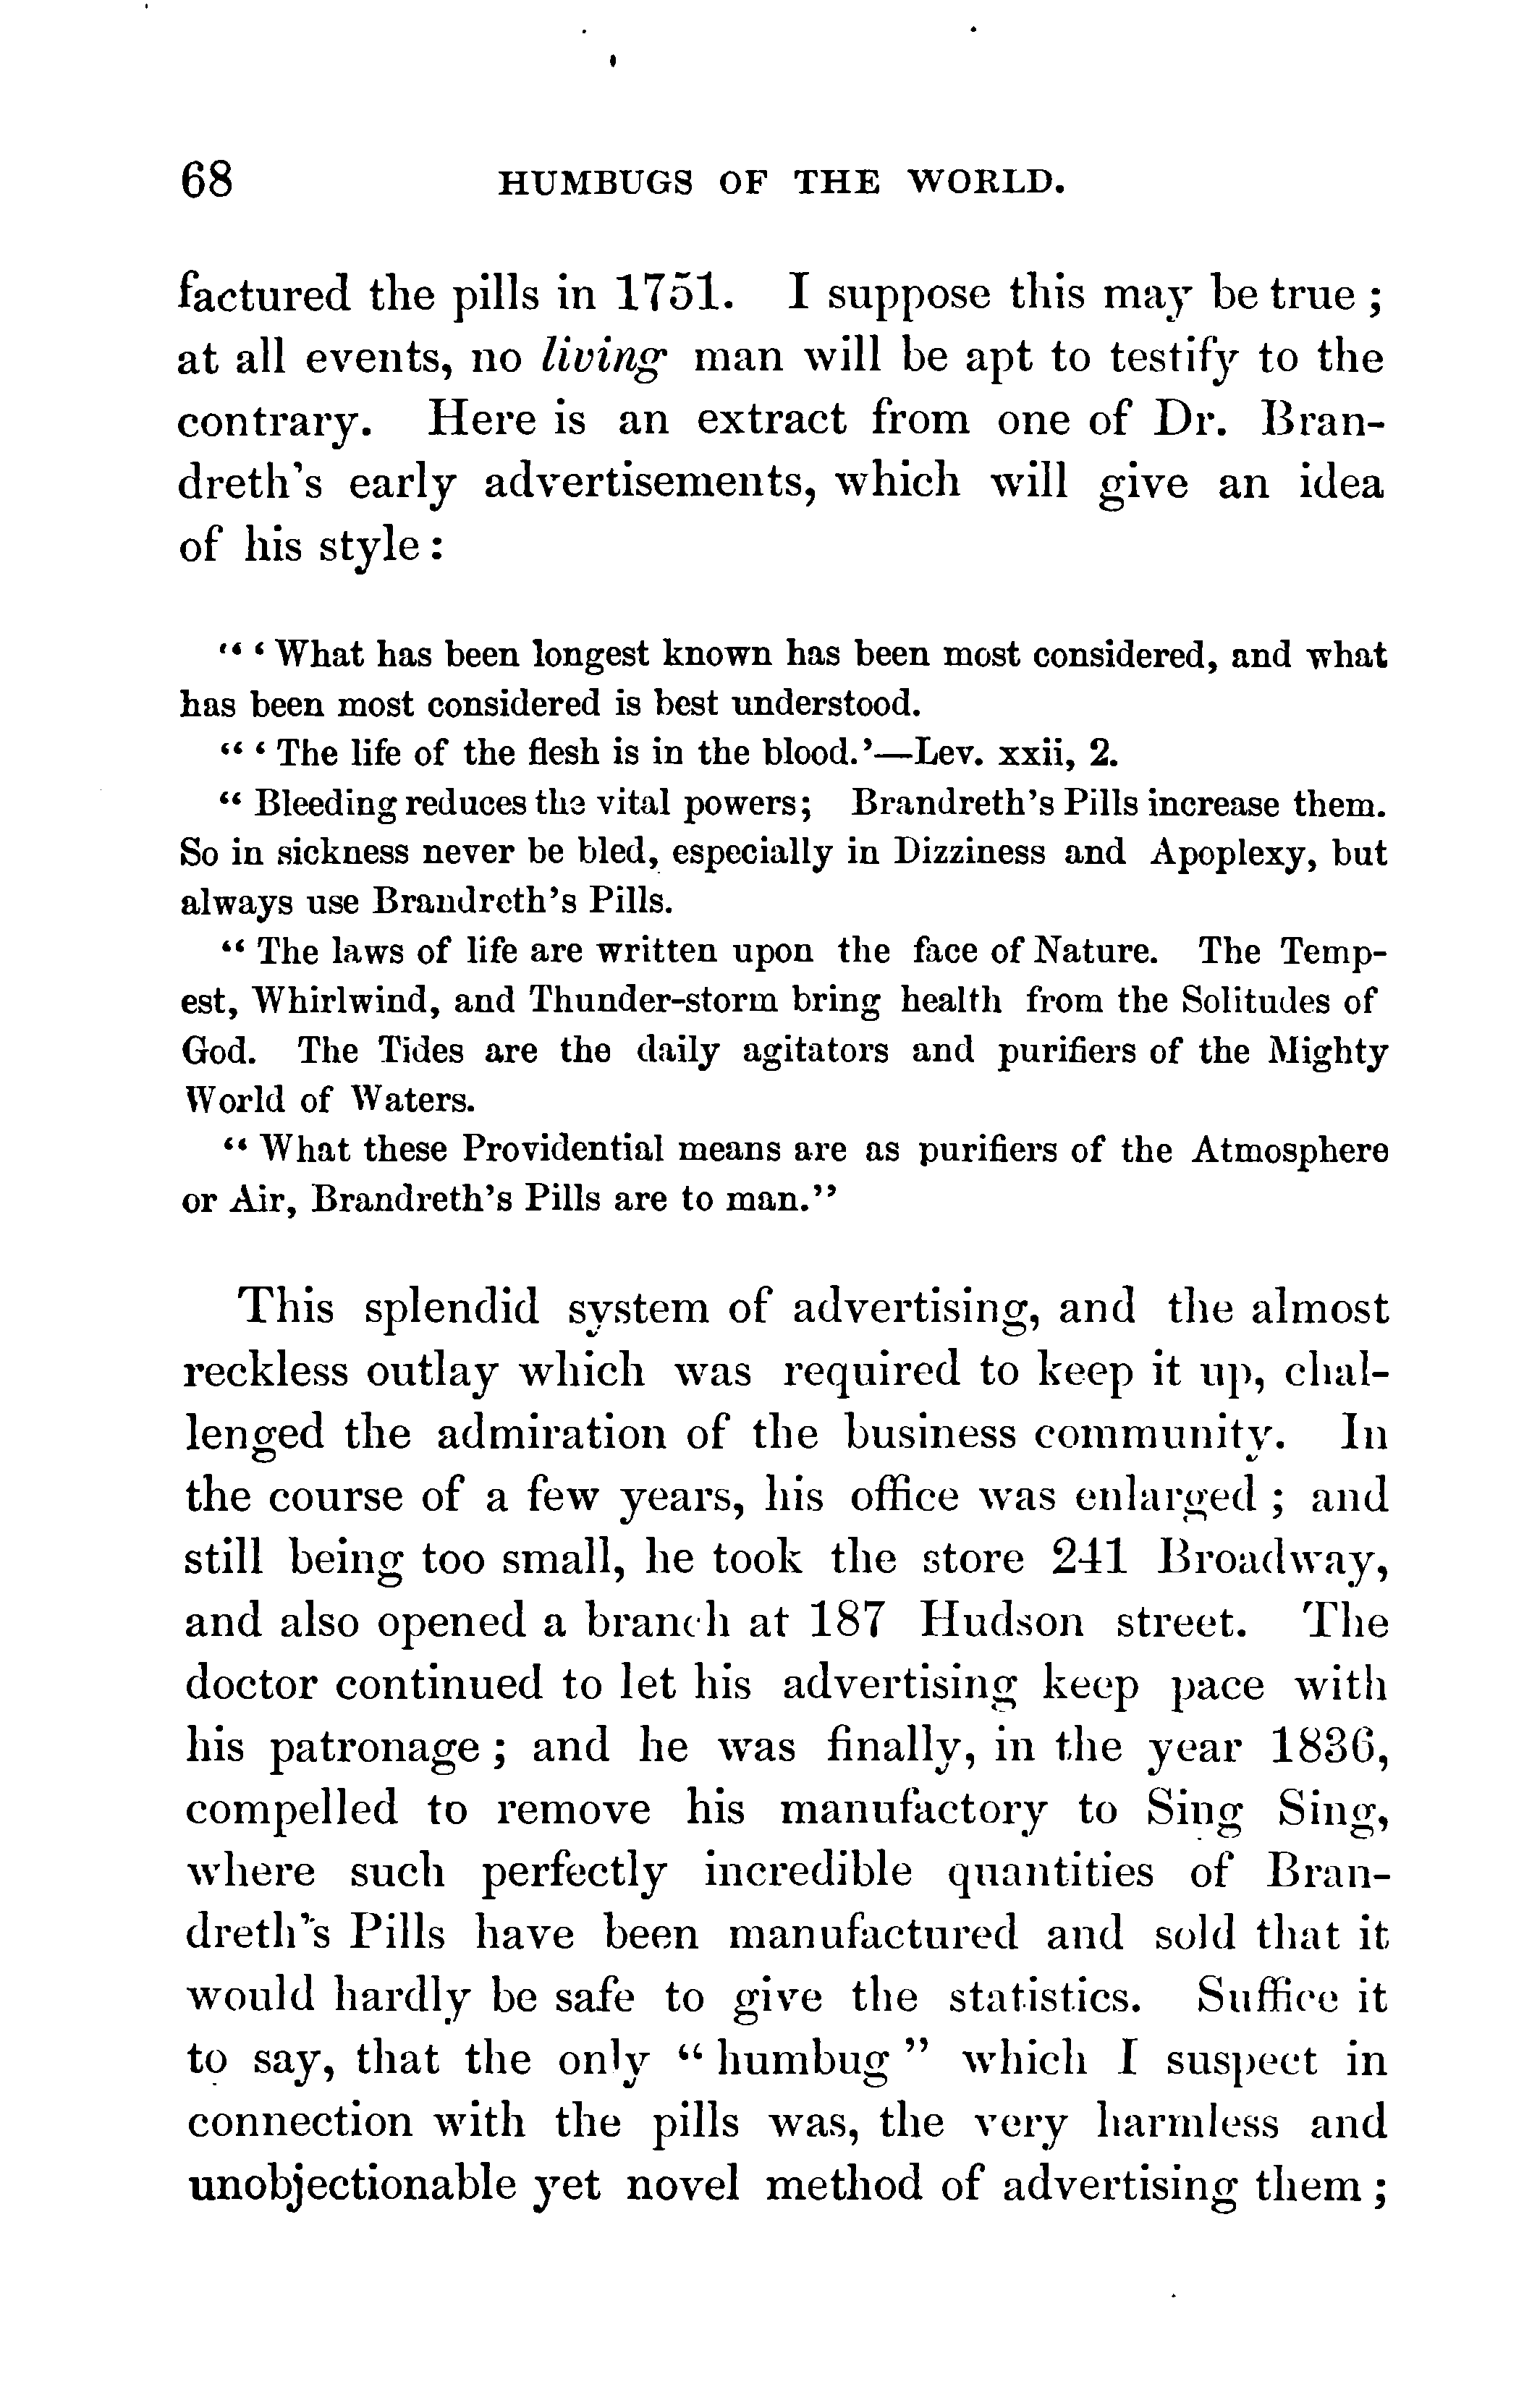 68 HUMBUGS OF THE WORLD.
factured the pills in 1751. I suppose this may be true ;
at all events, no living man will be apt to testify to the
contrary. Here is an extract from one of Dr. Bran-
dreth's early advertisements, which will give an idea
of his style :
“ ‘ What has been longest known has been most considered, and what
has been most considered is best understood.
“ ‘ The life of the flesh is in the blood.’—Lev. xxii, 2.
“ Bleeding reduces the vital powers; Brandreth’s Pills increase them.
So in sickness never be bled, especially in Dizziness and Apoplexy, but
always use Brandreth’s Pills.
“ The laws of life are written upon the face of Nature. The Temp-
est, Whirlwind, and Thunder-storm bring health from the Solitudes of
God. The Tides are the daily agitators and purifiers of the Mighty
World of Waters.
“ What these Providential means are as purifiers of the Atmosphere
or Air, Brandreth’s Pills are to man.”
This splendid system of advertising, and the almost
reckless outlay which was required to keep it up, chal-
lenged the admiration of the business community. In
the course of a few years, his office was enlarged ; and
still being too small, he took the store 241 Broadway,
and also opened a branch at 187 Hudson street. The
doctor continued to let his advertising keep pace with
his patronage ; and he was finally, in the year 1836,
compelled to remove his manufactory to Sing Sing,
where such perfectly incredible quantities of Bran-
dreth’s Pills have been manufactured and sold that it
would hardly be safe to give the statistics. Suffice it
to say, that the only “ humbug ” which I suspect in
connection with the pills was, the very harmless and
unobjectionable yet novel method of advertising them ;